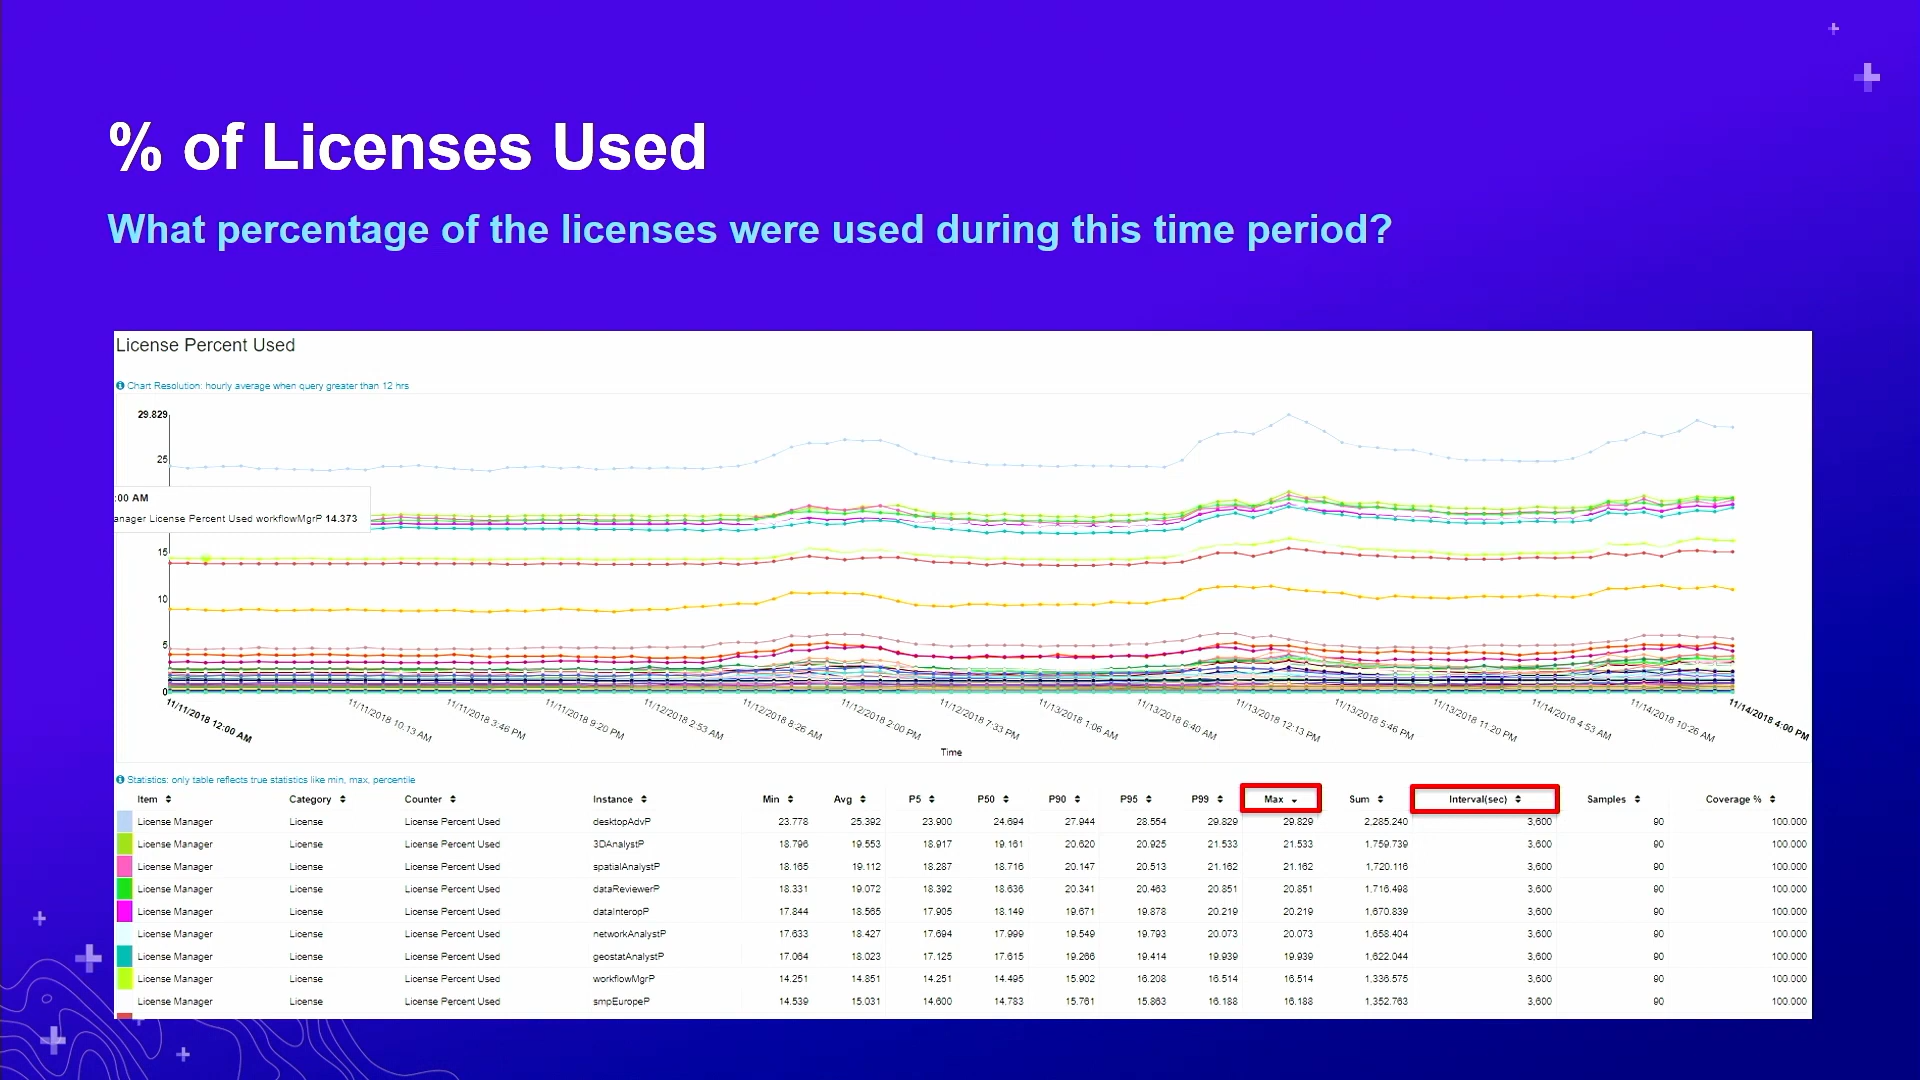 % of Licenses Used
What percentage of the licenses were used during this time period?
License Percent Used
Chart Resolution: hourly average when query greater than 12 hrs
29.829
25
:00 AM
anager License Percent Used workflowMgrP 14.373
15
10
5
0
11/11/2018 12:00 AM 11/11/2018 10:13 AM 11/11/2018 3:46 PM 11/11/2018 9:20 PM 11/12/2018 2:53 AM 11/12/2018 8:26 AM 11/12/2018 2:00 PM 11/12/2018 7:33 PM 11/13/2018 1:06 AM 11/13/2018 6:40 AM 11/13/2018 12:13 PM 11/13/2018 5:46 PM 11/13/2018 11:20 PM 11/14/2018 4:53 AM 11/14/2018 10:26 AM 11/14/2018 4:00 PM
Time
Statistics: only table reflects true statistics like min, max, percentile
Item Category Counter Instance Min Avg P5 P50 P90 P95 P99 Max Sum Interval(sec) Samples Coverage %
License Manager License License Percent Used desktopAdvP 23.778 25.392 23.900 24.694 27.944 28.554 29.829 29.829 2,285.240 3,600 90 100.000
License Manager License License Percent Used 3DAnalystP 18.796 19.553 18.917 19.161 20.620 20.925 21.533 21.533 1,759.739 3,600 90 100.000
License Manager License License Percent Used spatialAnalystP 18.165 19.112 18.287 18.716 20.147 20.513 21.162 21.162 1,720.116 3,600 90 100.000
License Manager License License Percent Used dataReviewerP 18.331 19.072 18.392 18.636 20.341 20.463 20.851 20.851 1,716.498 3,600 90 100.000
License Manager License License Percent Used dataInteropP 17.844 18.565 17.905 18.149 19.671 19.878 20.219 20.219 1,670.839 3,600 90 100.000
License Manager License License Percent Used networkAnalystP 17.633 18.427 17.694 17.999 19.549 19.793 20.073 20.073 1,658.404 3,600 90 100.000
License Manager License License Percent Used geostatAnalystP 17.064 18.023 17.125 17.615 19.266 19.414 19.939 19.939 1,622.044 3,600 90 100.000
License Manager License License Percent Used workflowMgrP 14.251 14.851 14.251 14.495 15.902 16.208 16.514 16.514 1,336.575 3,600 90 100.000
License Manager License License Percent Used smpEuropeP 14.539 15.031 14.600 14.783 15.761 15.863 16.188 16.188 1,352.763 3,600 90 100.000